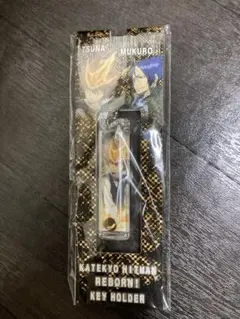 TSUNA MUKURO
KATEKYO HITMAN
REBORN!
KEY HOLDER